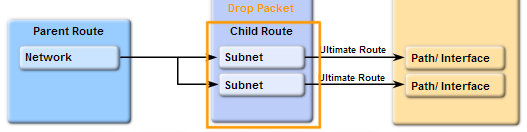 Drop Packet
Parent Route
Child Route
Network
Subnet
Ultimate Route
Path/ Interface
Subnet
Ultimate Route
Path/ Interface